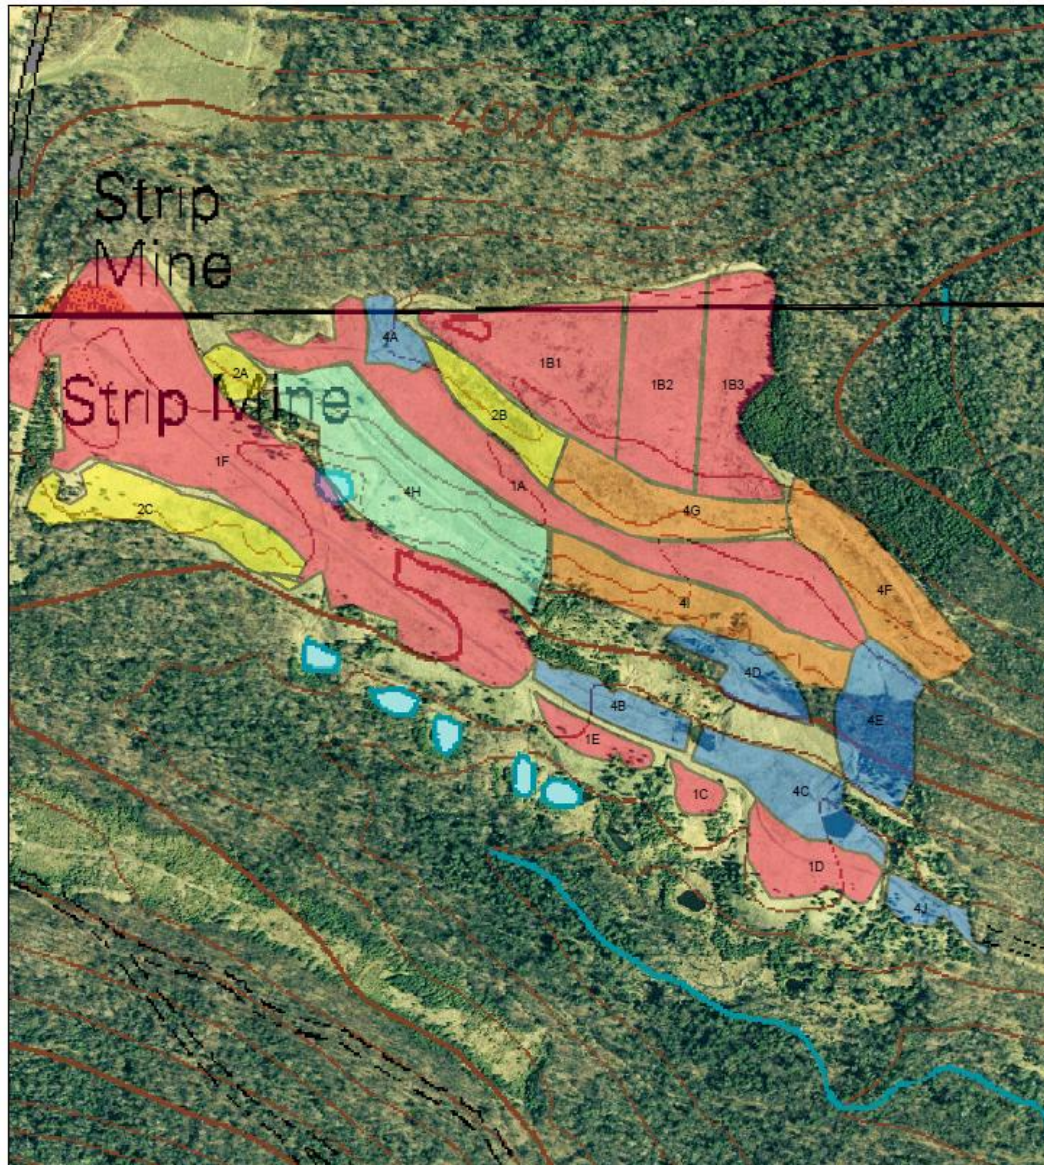 4000
Strip
Mine
4A
1B1
2A
1B2
1B3
Strip Mine
2B
1F
1A
4H
2C
4G
4F
4I
4D
4B
4E
1E
4C
1C
1D
4J